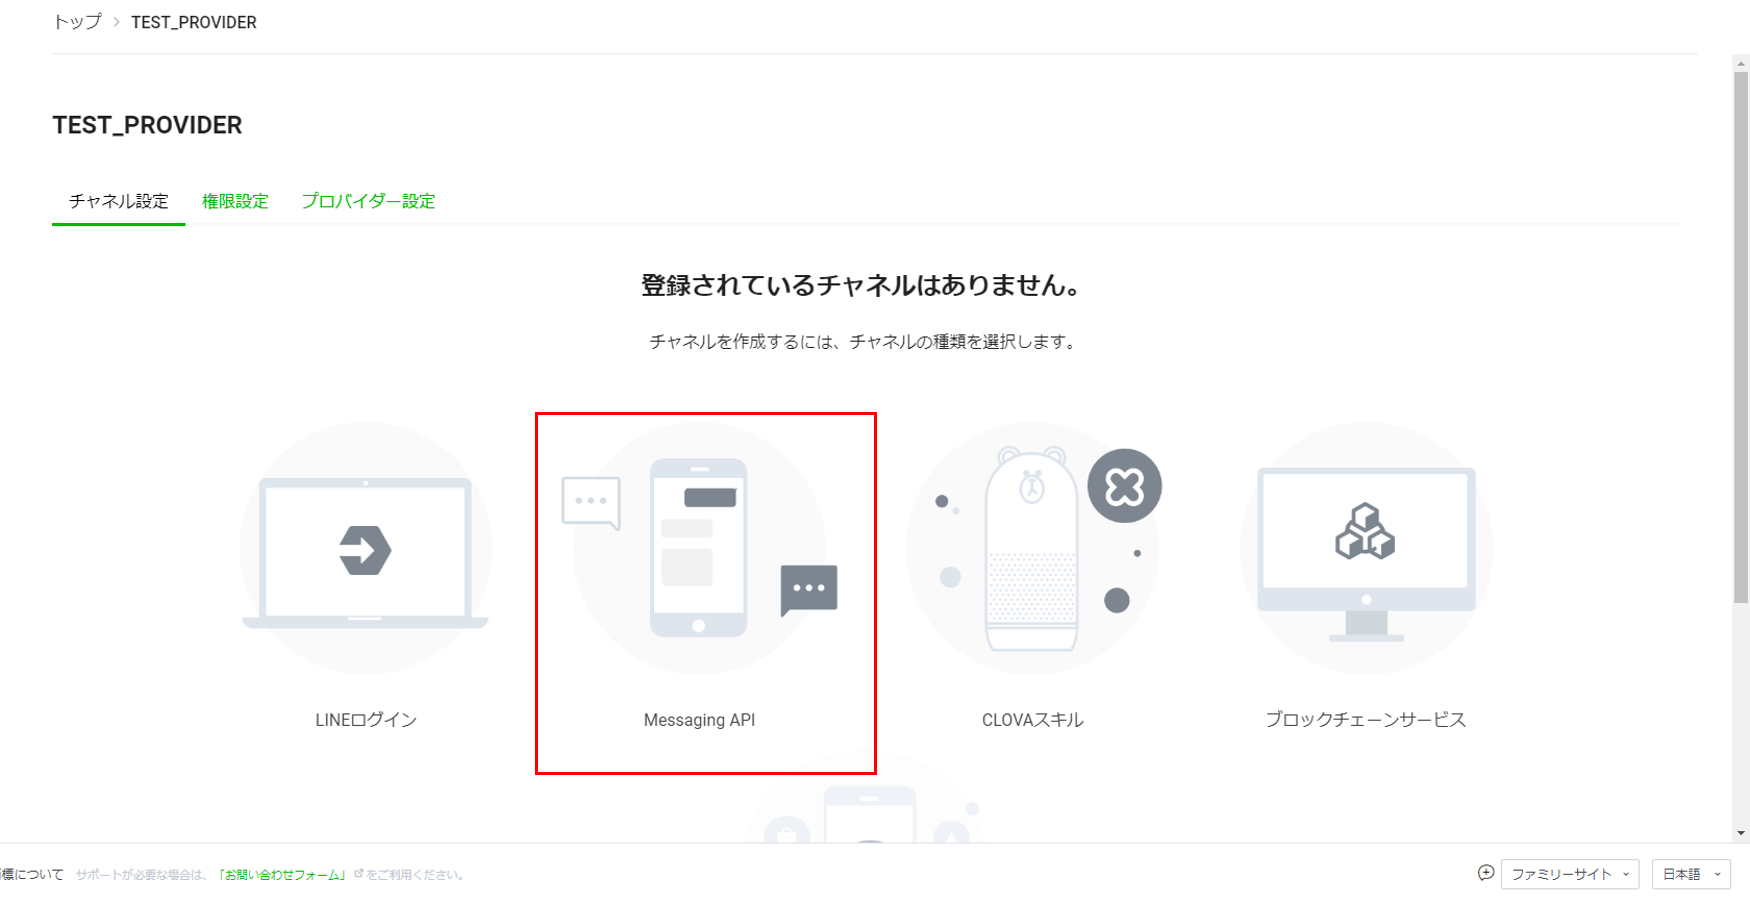 トップ > TEST_PROVIDER
TEST_PROVIDER
チャネル設定 権限設定 プロバイダー設定
登録されているチャネルはありません。
チャネルを作成するには、チャネルの種類を選択します。
LINEログイン Messaging API CLOVAスキル ブロックチェーンサービス
標について サポートが必要な場合は、「お問い合わせフォーム」をご利用ください。 ファミリーサイト 日本語